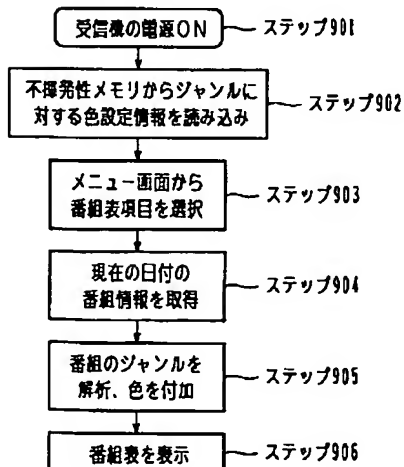 受信機の電源ON
ステップ901
不揮発性メモリからジャンルに
対する色設定情報を読み込み
ステップ902
メニュー画面から
番組表項目を選択
ステップ903
現在の日付の
番組情報を取得
ステップ904
番組のジャンルを
解析、色を付加
ステップ905
番組表を表示
ステップ906